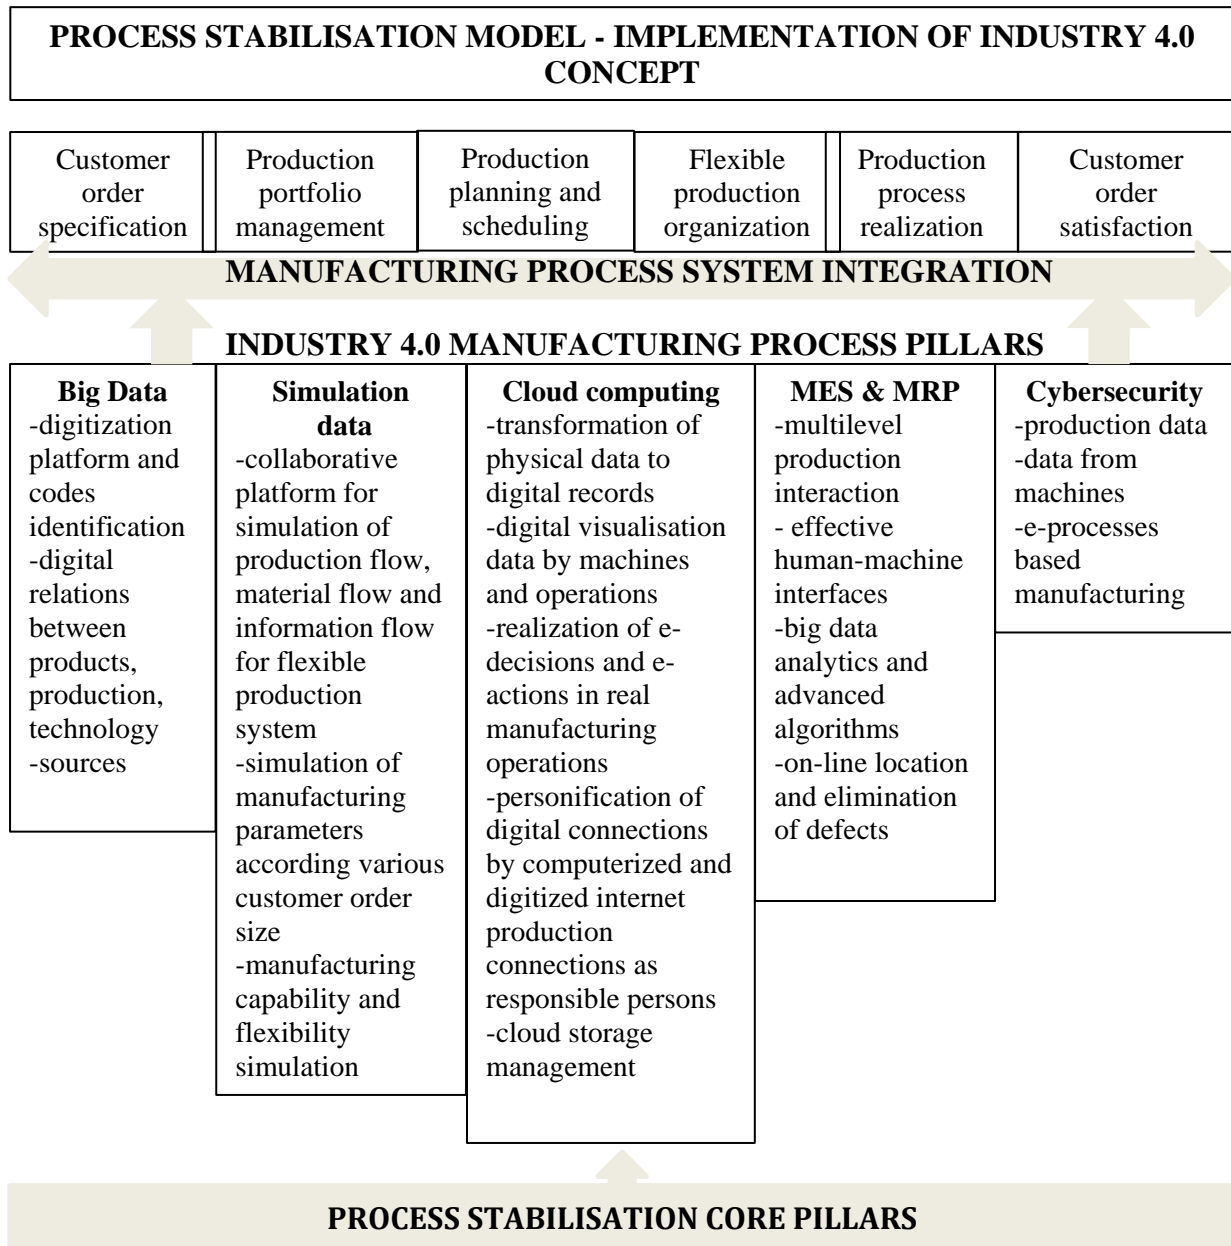 PROCESS STABILISATION MODEL - IMPLEMENTATION OF INDUSTRY 4.0
CONCEPT
Customer
order
specification
Production
portfolio
management
Production
planning and
scheduling
Flexible
production
organization
Production
process
realization
Customer
order
satisfaction
MANUFACTURING PROCESS SYSTEM INTEGRATION
INDUSTRY 4.0 MANUFACTURING PROCESS PILLARS
Big Data
-digitization
platform and
codes
identification
-digital
relations
between
products,
production,
technology
-sources
Simulation
data
-collaborative
platform for
simulation of
production flow,
material flow and
information flow
for flexible
production
system
-simulation of
manufacturing
parameters
according various
customer order
size
-manufacturing
capability and
flexibility
simulation
Cloud computing
-transformation of
physical data to
digital records
-digital visualisation
data by machines
and operations
-realization of e-
decisions and e-
actions in real
manufacturing
operations
-personification of
digital connections
by computerized and
digitized internet
production
connections as
responsible persons
-cloud storage
management
MES & MRP
-multilevel
production
interaction
- effective
human-machine
interfaces
-big data
analytics and
advanced
algorithms
-on-line location
and elimination
of defects
Cybersecurity
-production data
-data from
machines
-e-processes
based
manufacturing
PROCESS STABILISATION CORE PILLARS